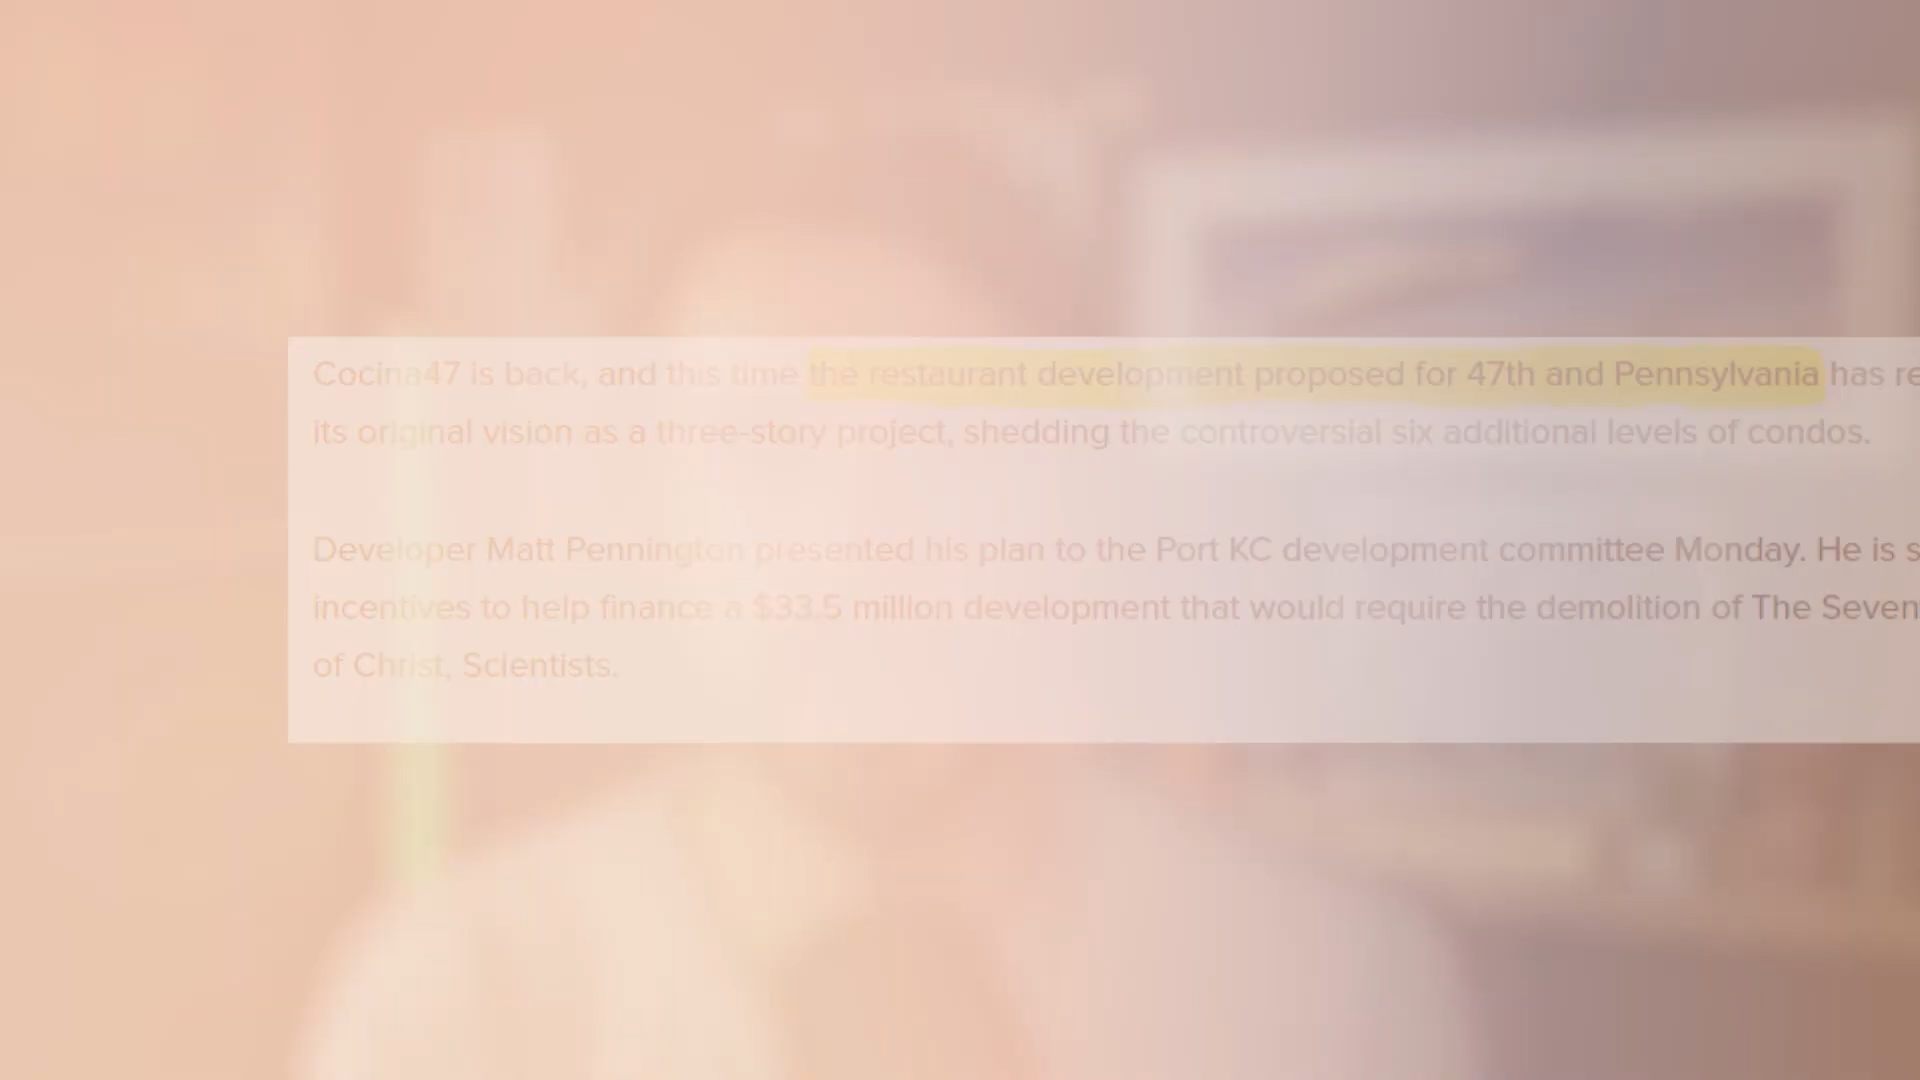 Cocina47 is back, and this time the restaurant development proposed for 47th and Pennsylvania has re
its original vision as a three-story project, shedding the controversial six additional levels of condos.
Developer Matt Pennington presented his plan to the Port KC development committee Monday. He is s
incentives to help finance a $33.5 million development that would require the demolition of The Seven
of Christ, Scientists.